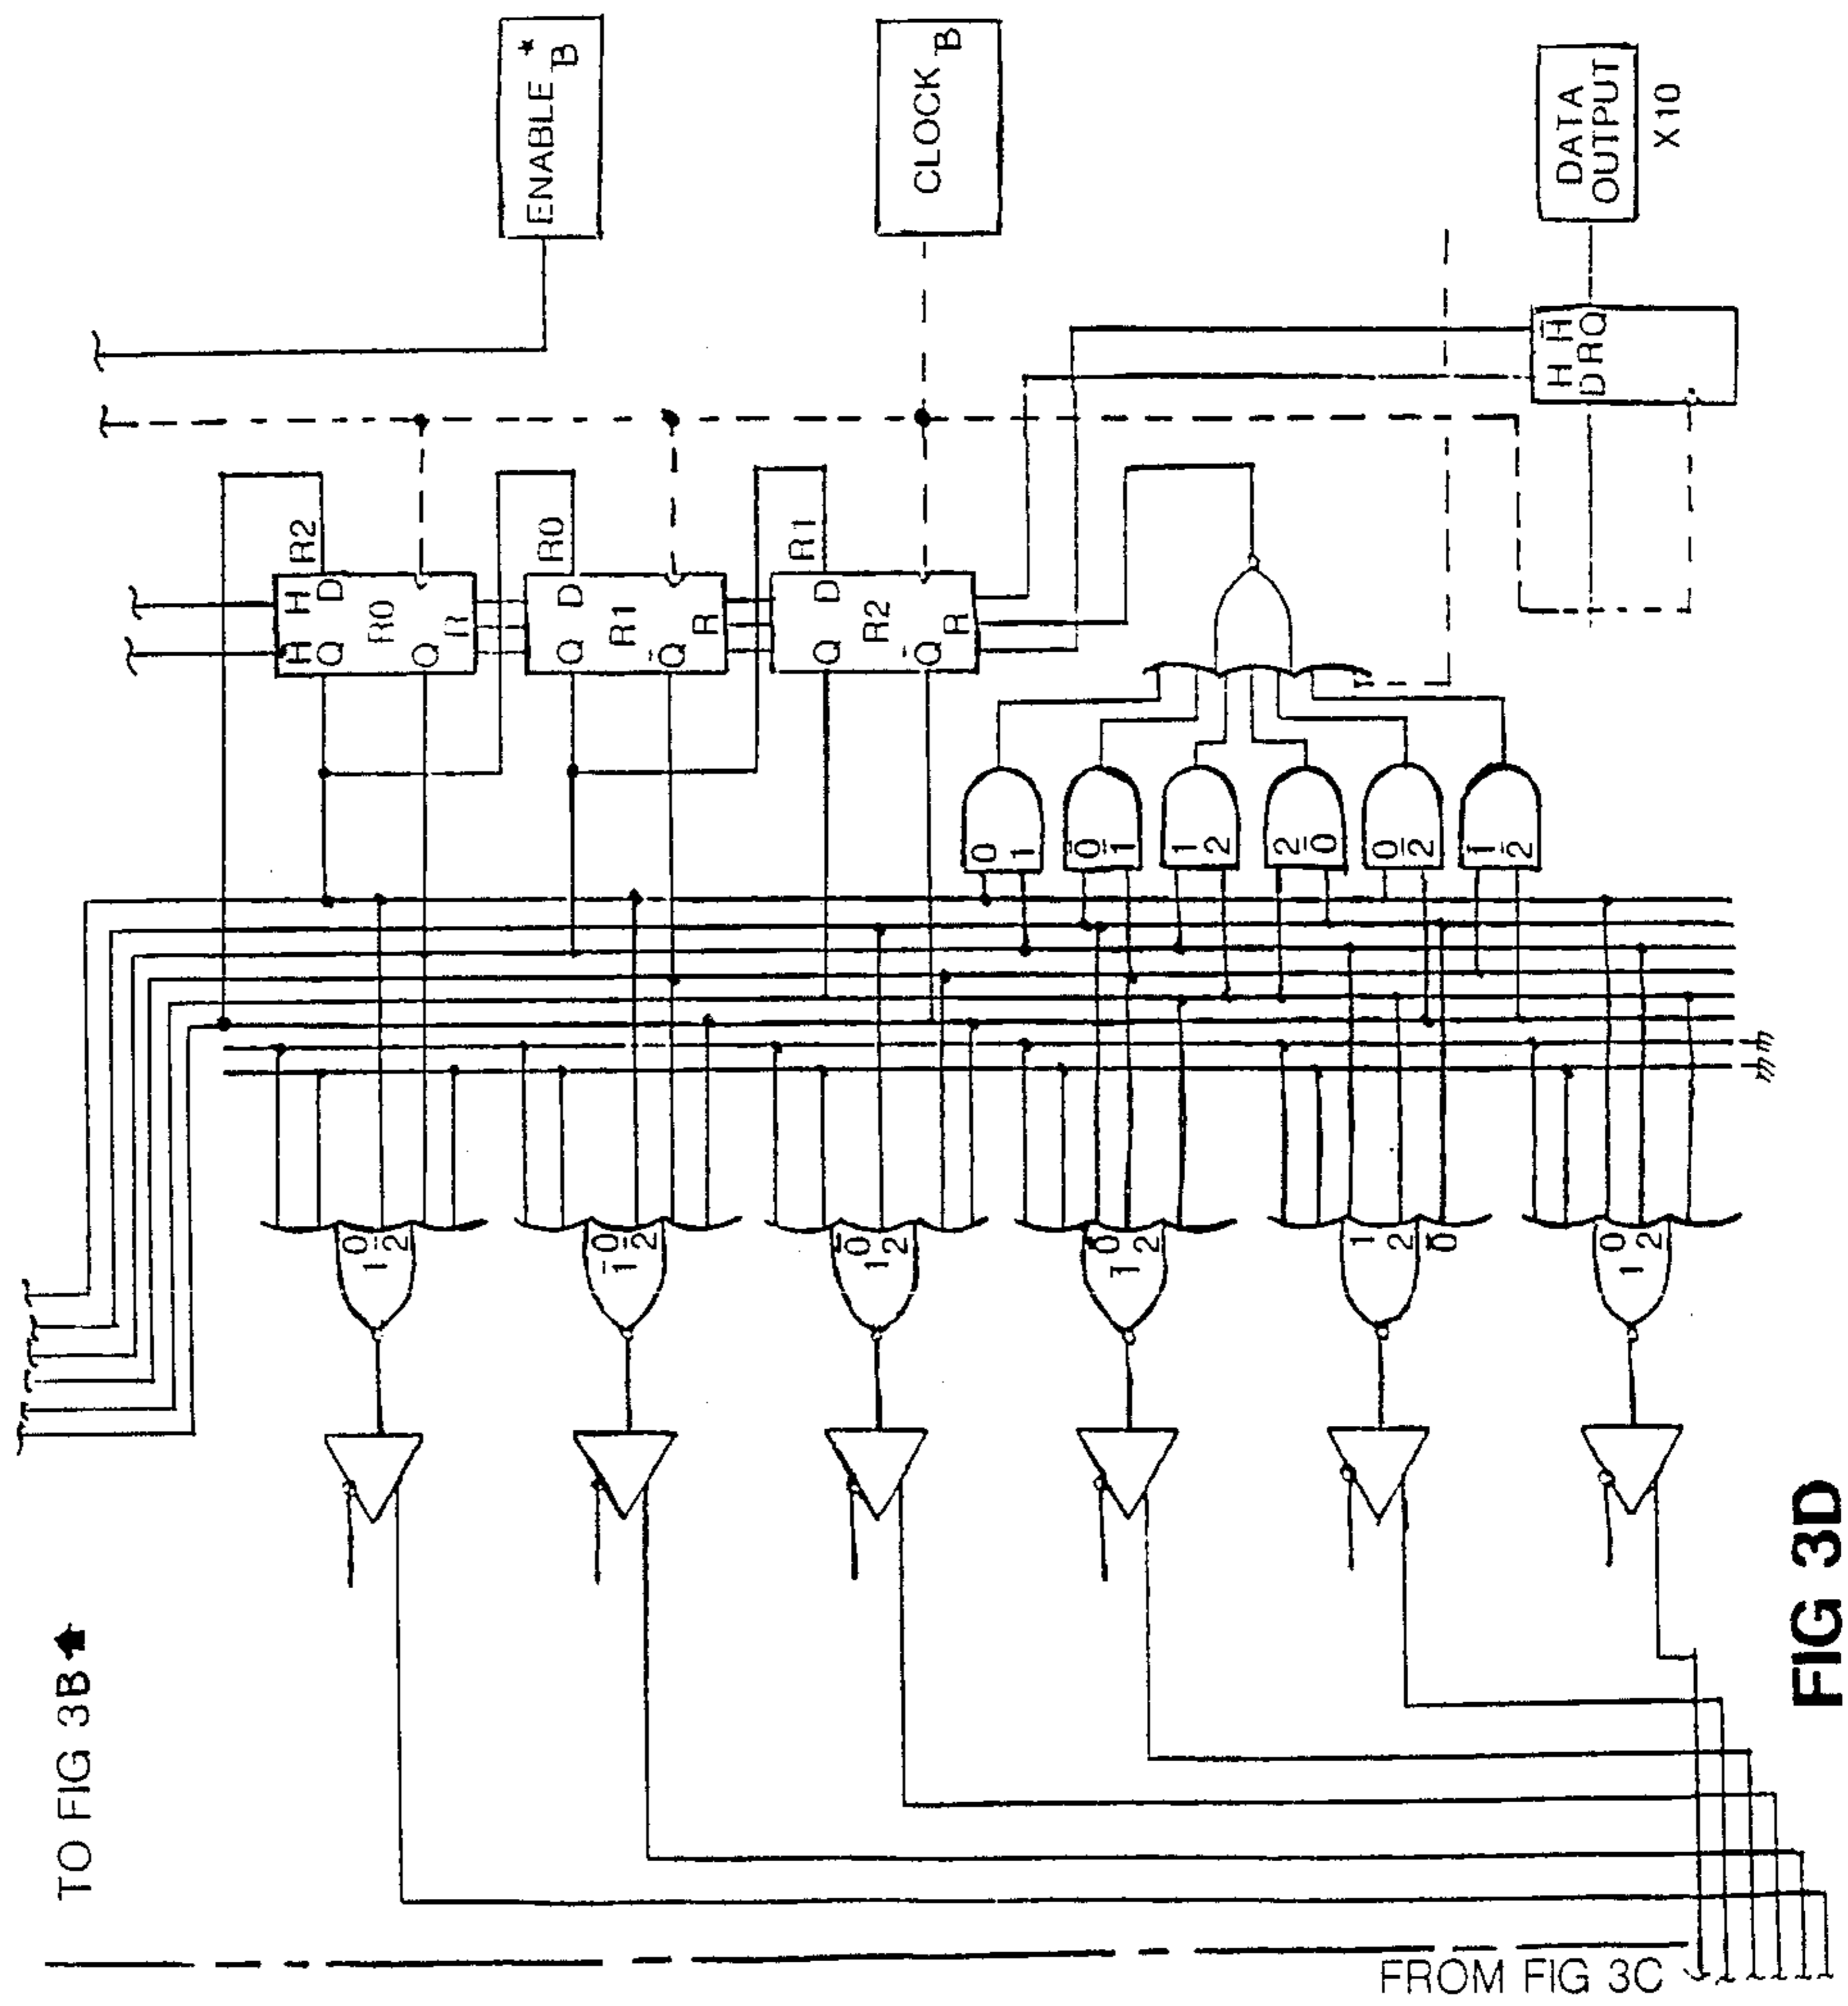 TO FIG 3B
ENABLE *B
CLOCK B
DATA
OUTPUT
X10
R2
H̅ H
Q D
R0
Q R
R0
Q D
R1
Q̅ R
R1
Q D
R2
Q̅ R
H H̅
DRQ
0 1
0̅ 1̅
1 2
2 0̅
0 2̅
1̅ 2̅
0 1 2̅
0 1̅ 2̅
0̅ 1 2
0̅ 1̅ 2
1 2 0̅
0 1 2
FROM FIG 3C
FIG 3D